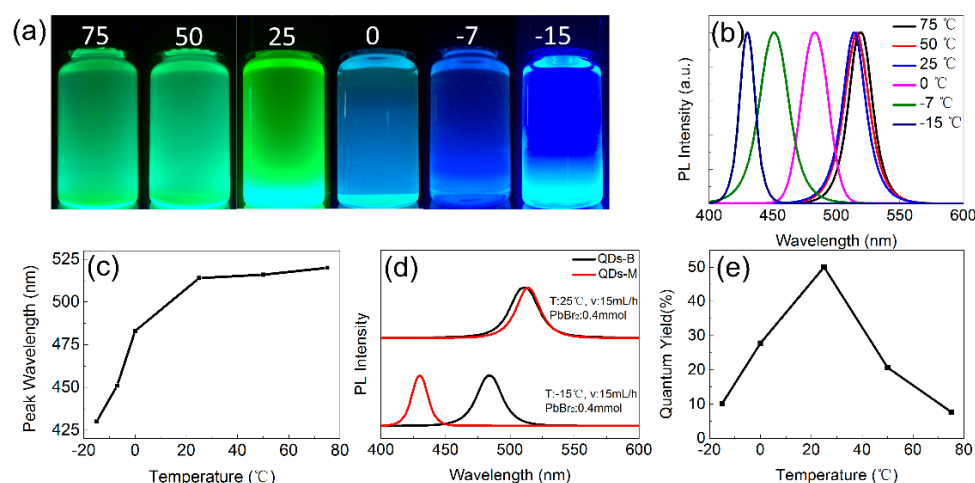 (a)
75 50 25 0 -7 -15
(b)
75 ℃
50 ℃
25 ℃
0 ℃
-7 ℃
-15 ℃
PL Intensity (a.u.)
400 450 500 550 600
Wavelength (nm)
(c)
525
500
475
450
425
Peak Wavelength (nm)
-20 0 20 40 60 80
Temperature (℃)
(d)
QDs-B
QDs-M
T:25℃, v:15mL/h
PbBr₂:0.4mmol
T:-15℃, v:15mL/h
PbBr₂:0.4mmol
PL Intensity
400 450 500 550 600
Wavelength (nm)
(e)
50
40
30
20
10
0
Quantum Yield(%)
-20 0 20 40 60 80
Temperature (℃)